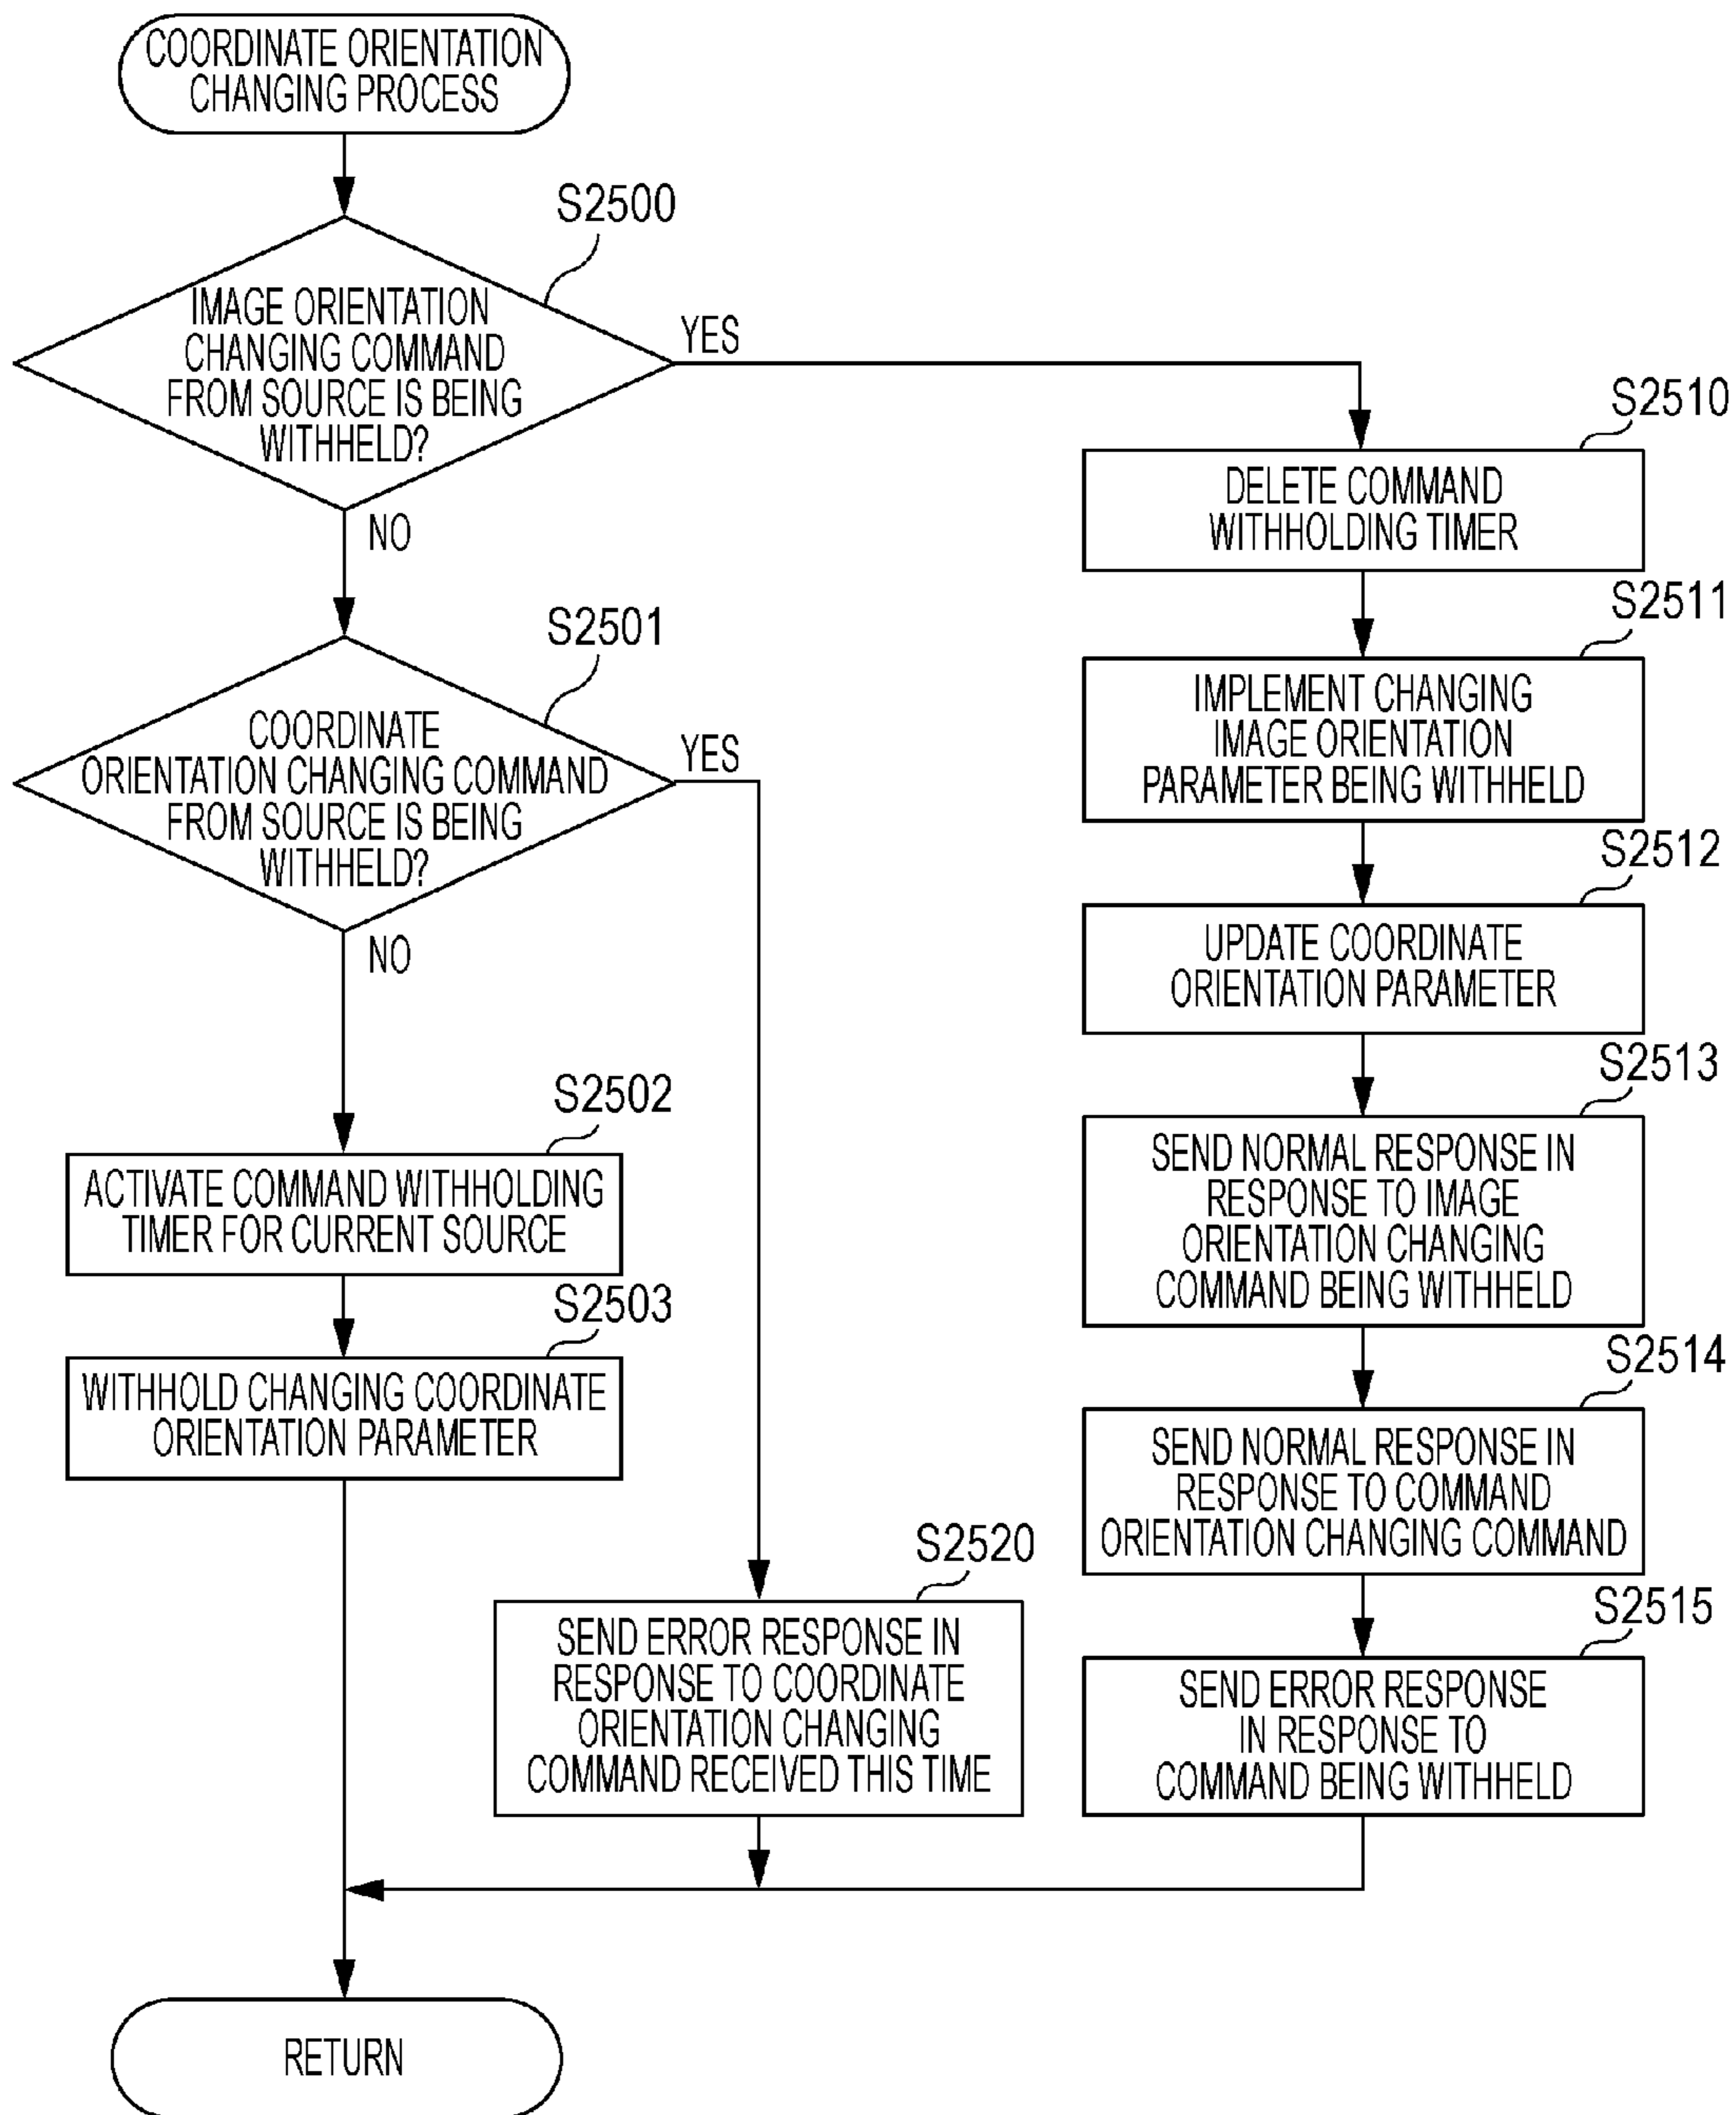 COORDINATE ORIENTATION
CHANGING PROCESS
S2500
IMAGE ORIENTATION
CHANGING COMMAND
FROM SOURCE IS BEING
WITHHELD?
YES
NO
S2501
COORDINATE
ORIENTATION CHANGING COMMAND
FROM SOURCE IS BEING
WITHHELD?
YES
NO
S2502
ACTIVATE COMMAND WITHHOLDING
TIMER FOR CURRENT SOURCE
S2503
WITHHOLD CHANGING COORDINATE
ORIENTATION PARAMETER
S2520
SEND ERROR RESPONSE IN
RESPONSE TO COORDINATE
ORIENTATION CHANGING
COMMAND RECEIVED THIS TIME
S2510
DELETE COMMAND
WITHHOLDING TIMER
S2511
IMPLEMENT CHANGING
IMAGE ORIENTATION
PARAMETER BEING WITHHELD
S2512
UPDATE COORDINATE
ORIENTATION PARAMETER
S2513
SEND NORMAL RESPONSE IN
RESPONSE TO IMAGE
ORIENTATION CHANGING
COMMAND BEING WITHHELD
S2514
SEND NORMAL RESPONSE IN
RESPONSE TO COMMAND
ORIENTATION CHANGING COMMAND
S2515
SEND ERROR RESPONSE
IN RESPONSE TO
COMMAND BEING WITHHELD
RETURN